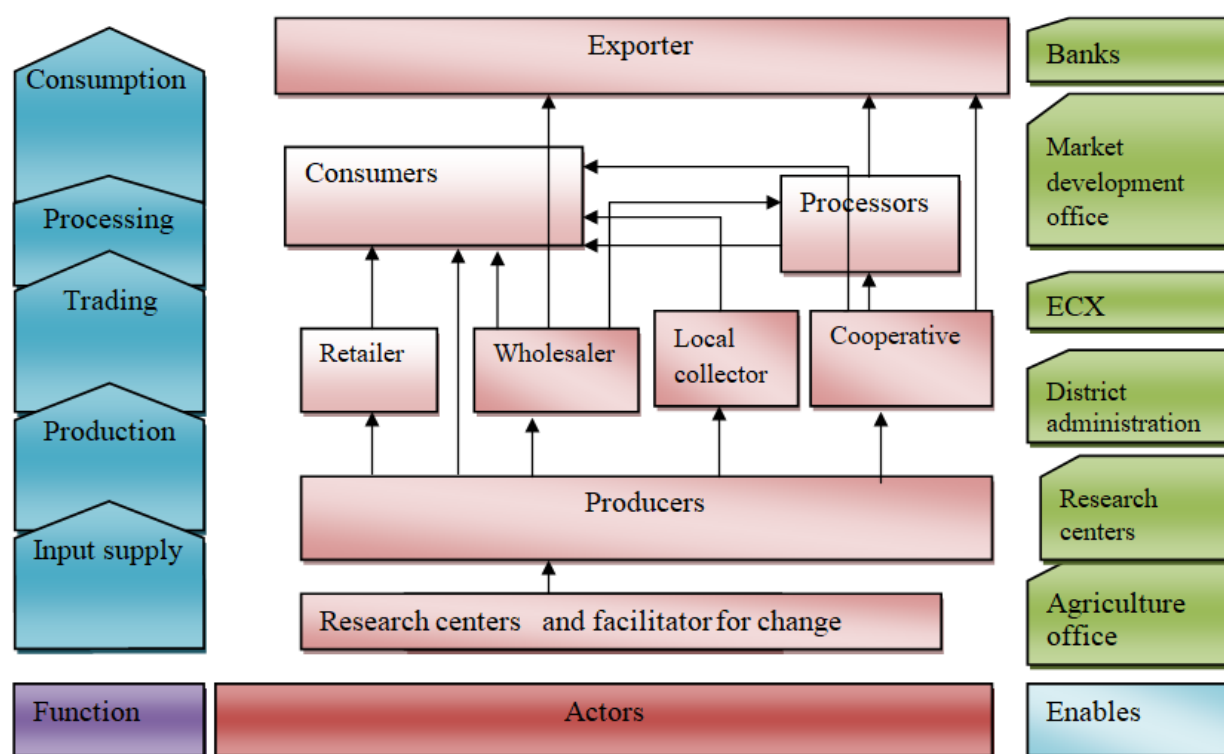 Consumption
Processing
Trading
Production
Input supply
Function
Exporter
Consumers
Processors
Retailer
Wholesaler
Local
collector
Cooperative
Producers
Research centers and facilitator for change
Actors
Banks
Market
development
office
ECX
District
administration
Research
centers
Agriculture
office
Enables